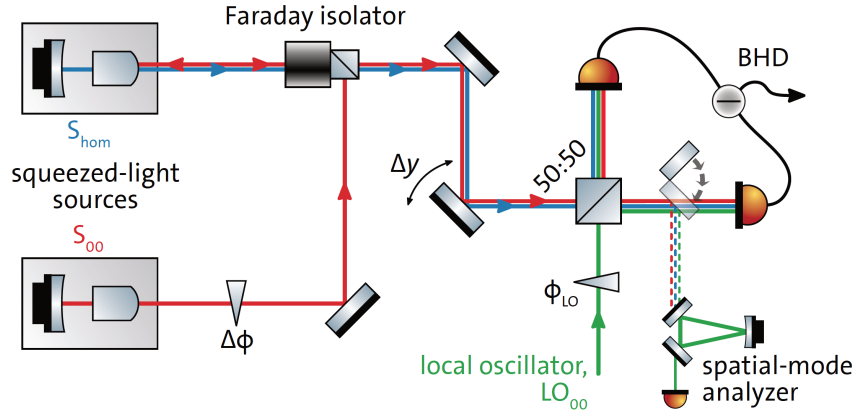 Faraday isolator
BHD
S_hom
squeezed-light
sources
S_00
Δy
50:50
Δϕ
ϕ_LO
local oscillator,
LO_00
spatial-mode
analyzer